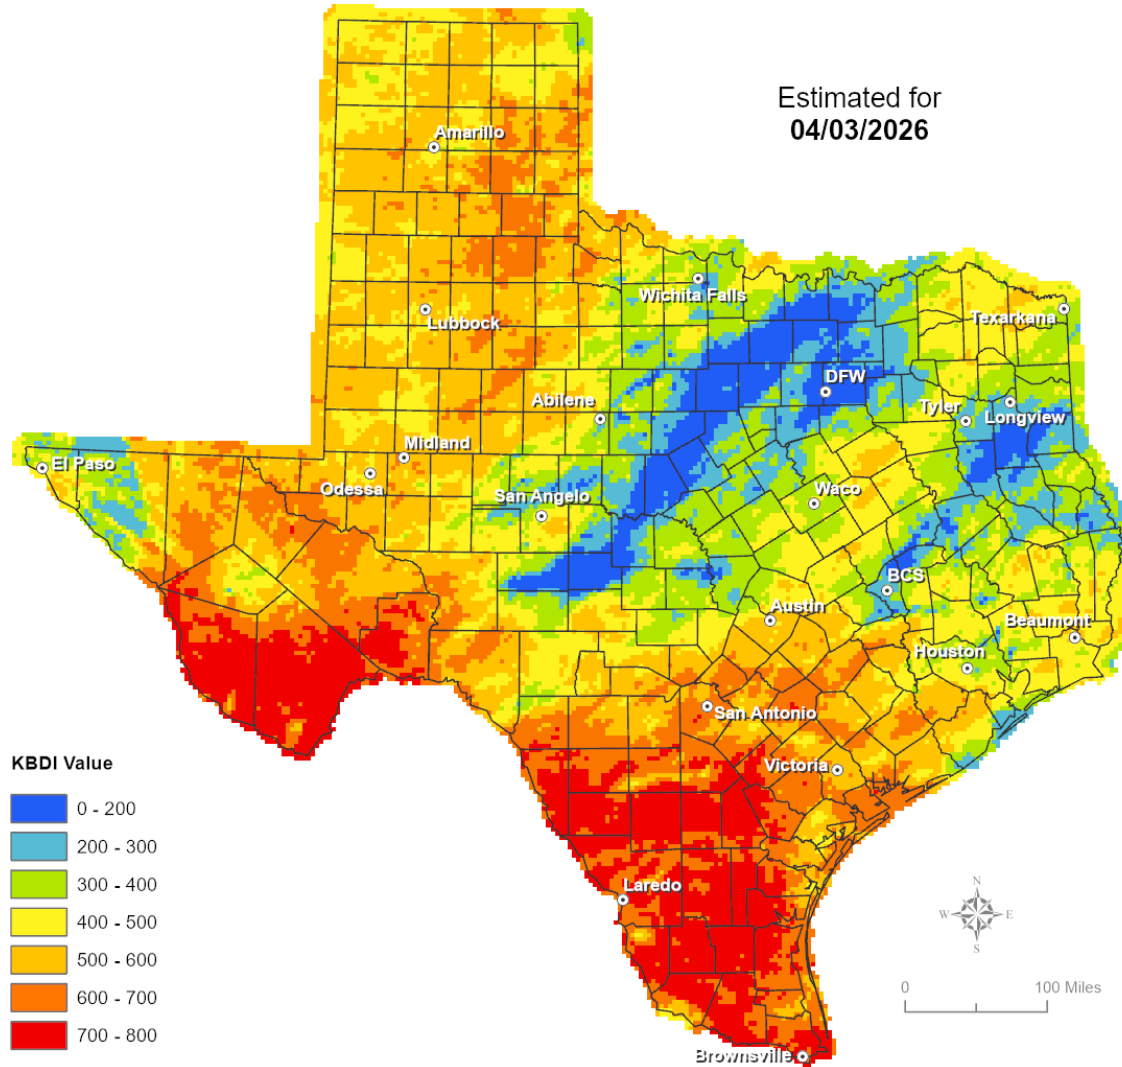 Estimated for
04/03/2026
Amarillo
Wichita Falls
Lubbock
Texarkana
DFW
Abilene
Tyler
Longview
Midland
El Paso
Odessa
San Angelo
Waco
BCS
Austin
Beaumont
Houston
San Antonio
Victoria
Laredo
Brownsville
KBDI Value
0 - 200
200 - 300
300 - 400
400 - 500
500 - 600
600 - 700
700 - 800
N
W E
S
0 100 Miles